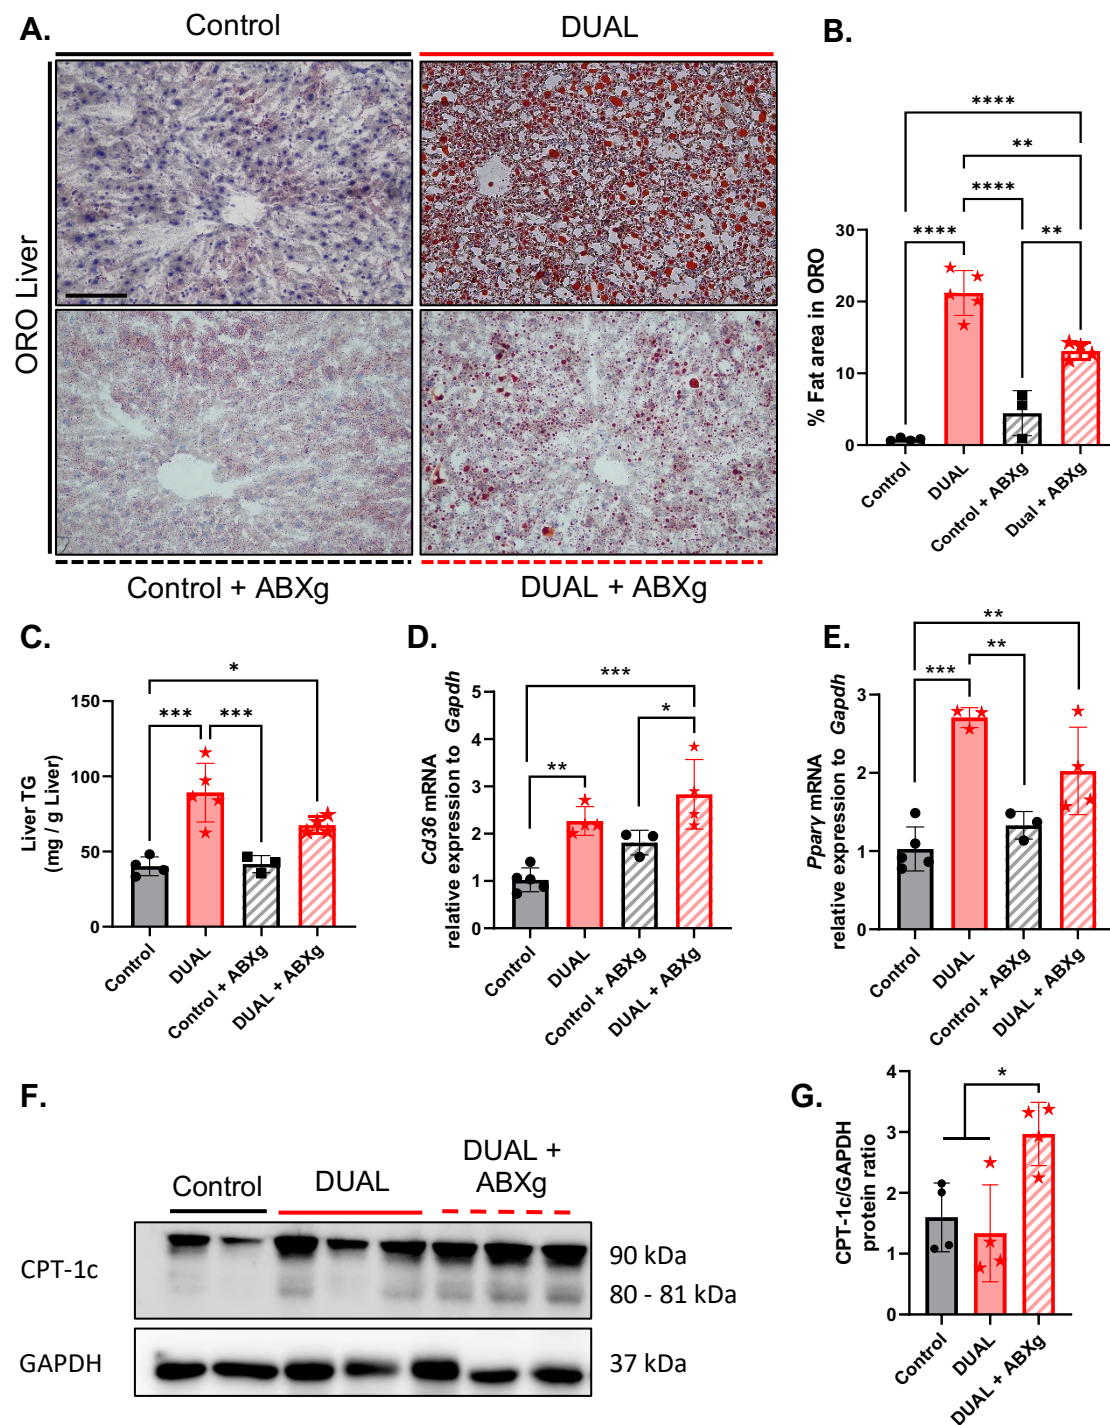 A.
Control
DUAL
ORO Liver
Control + ABXg
DUAL + ABXg
B.
****
**
****
****
**
% Fat area in ORO
30
20
10
0
Control
DUAL
Control + ABXg
Dual + ABXg
C.
*
***
***
Liver TG
(mg / g Liver)
150
100
50
0
Control
DUAL
Control + ABXg
DUAL + ABXg
D.
***
*
**
Cd36 mRNA
relative expression to Gapdh
5
4
3
2
1
0
Control
DUAL
Control + ABXg
DUAL + ABXg
E.
**
**
***
Pparγ mRNA
relative expression to Gapdh
3
2
1
0
Control
DUAL
Control + ABXg
DUAL + ABXg
F.
Control
DUAL
DUAL +
ABXg
CPT-1c
90 kDa
80 - 81 kDa
GAPDH
37 kDa
G.
*
CPT-1c/GAPDH
protein ratio
4
3
2
1
0
Control
DUAL
DUAL + ABXg